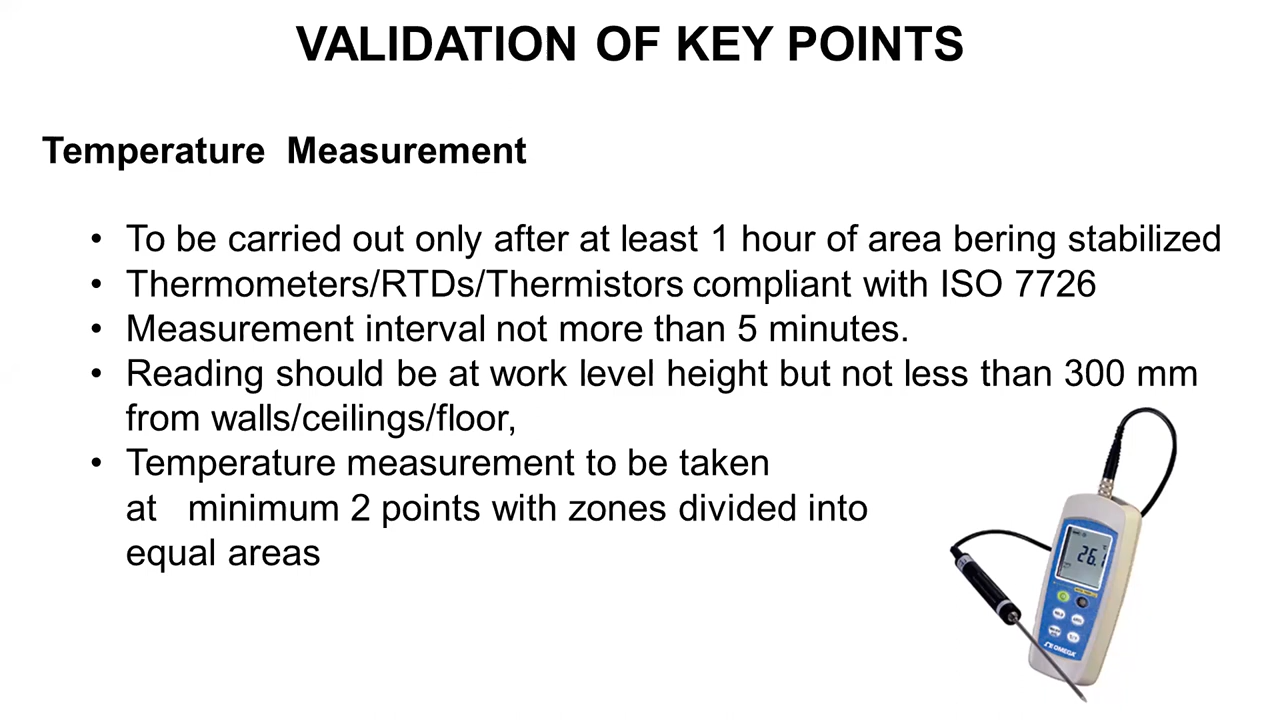 VALIDATION OF KEY POINTS
Temperature  Measurement
• To be carried out only after at least 1 hour of area bering stabilized
• Thermometers/RTDs/Thermistors compliant with ISO 7726
• Measurement interval not more than 5 minutes.
• Reading should be at work level height but not less than 300 mm
from walls/ceilings/floor,
• Temperature measurement to be taken
at   minimum 2 points with zones divided into
equal areas
26.1
OMEGA